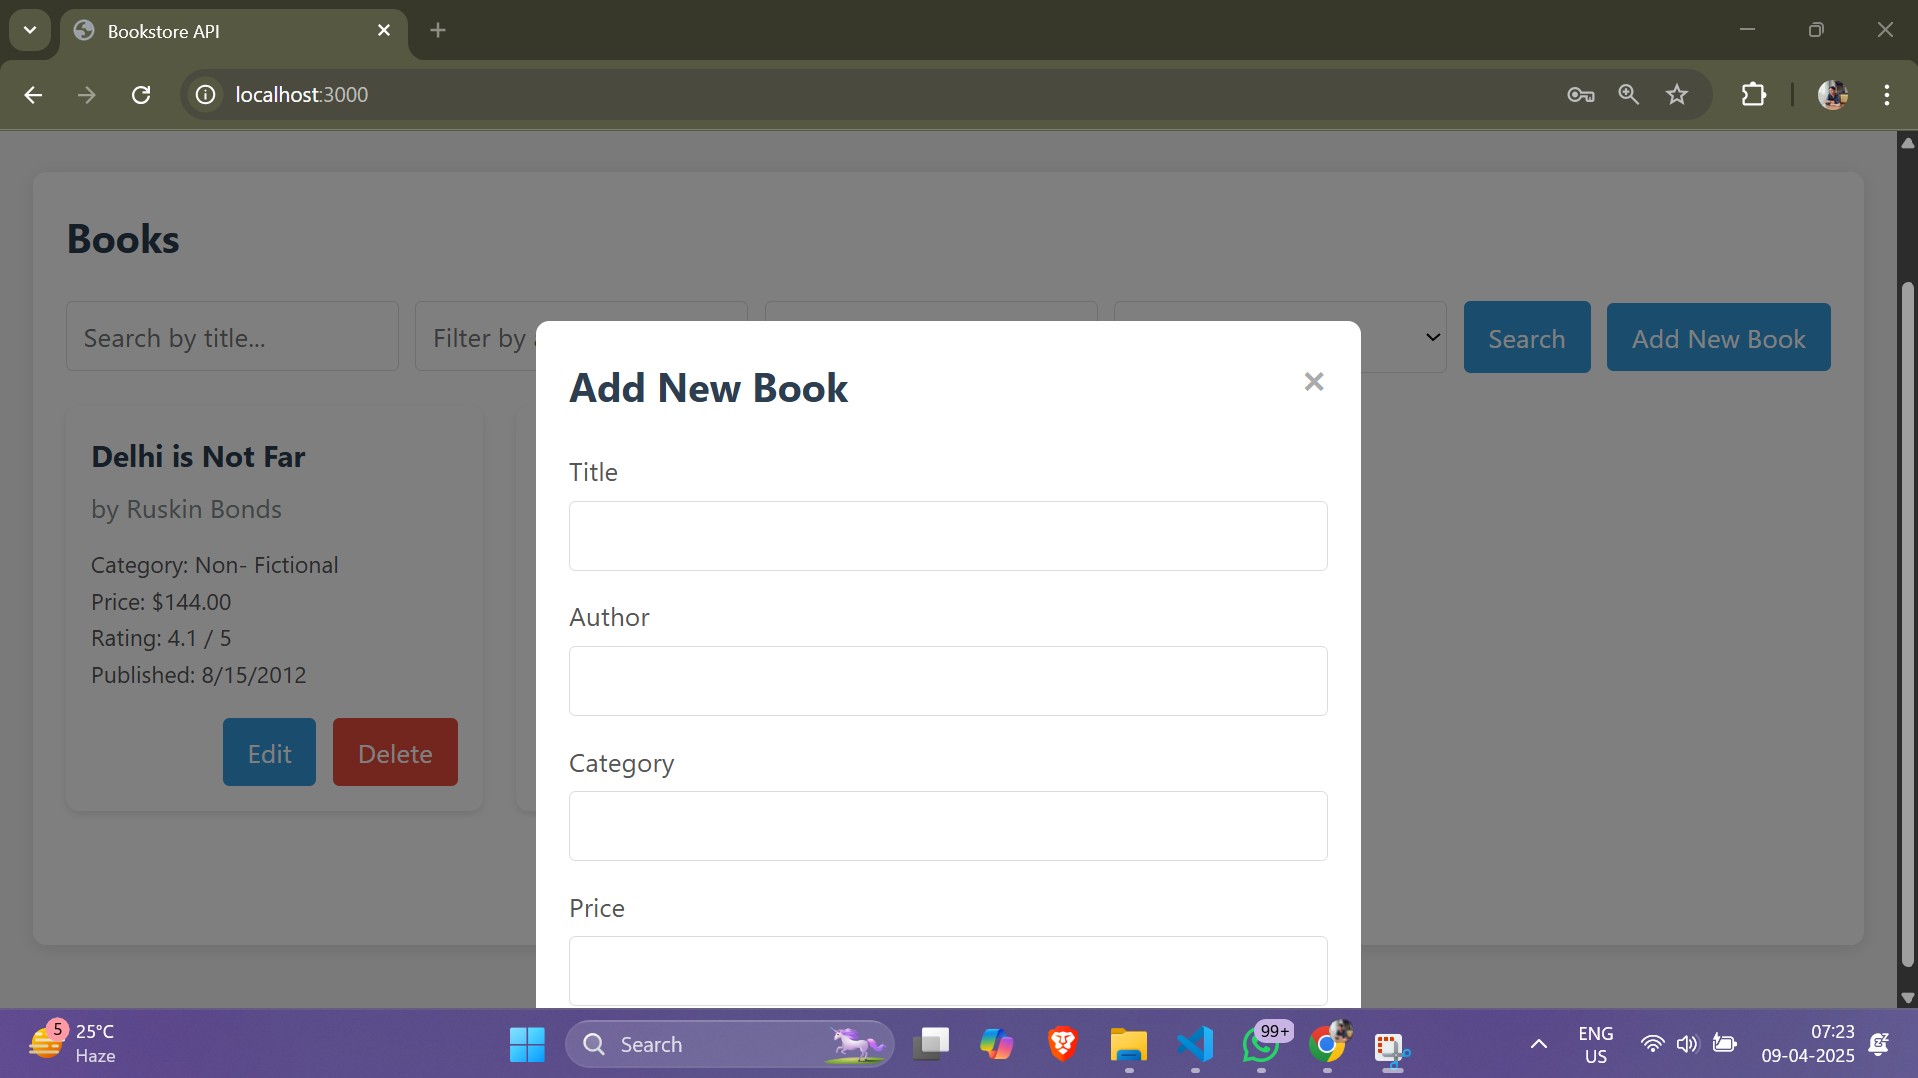 Bookstore API
localhost:3000
Books
Search by title...
Filter by
Search
Add New Book
Add New Book
Title
Author
Category
Price
Delhi is Not Far
by Ruskin Bonds
Category: Non- Fictional
Price: $144.00
Rating: 4.1 / 5
Published: 8/15/2012
Edit
Delete
5
25°C
Haze
Search
99+
ENG
US
07:23
09-04-2025